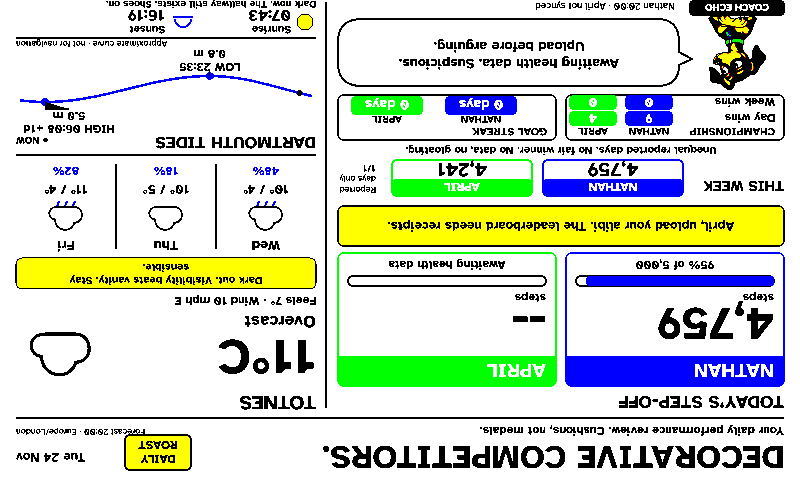 DECORATIVE COMPETITORS.
Your daily performance review. Cushions, not medals.
DAILY
ROAST
Tue 24 Nov
Forecast 20:00 · Europe/London
TODAY'S STEP-OFF
NATHAN
4,759
steps
95% of 5,000
APRIL
--
steps
Awaiting health data
April, upload your alibi. The leaderboard needs receipts.
THIS WEEK
NATHAN
4,759
APRIL
4,241
Reported
days only
1/1
Unequal reported days. No fair winner. No data, no gloating.
CHAMPIONSHIP
NATHAN
APRIL
Day wins
9
4
Week wins
0
0
GOAL STREAK
NATHAN
0 days
APRIL
0 days
Awaiting health data. Suspicious.
Upload before arguing.
COACH ECHO
Nathan 20:00 · April not synced
TOTNES
11°C
Overcast
Feels 7° · Wind 10 mph E
Dark out. Visibility beats vanity. Stay
sensible.
Wed
10° / 4°
48%
Thu
10° / 5°
18%
Fri
11° / 4°
82%
DARTMOUTH TIDES
• NOW
HIGH 06:06 +1d
5.0 m
LOW 23:35
0.8 m
Approximate curve · not for navigation
Sunrise
07:43
Sunset
16:19
Dark now. The hallway still exists. Shoes on.